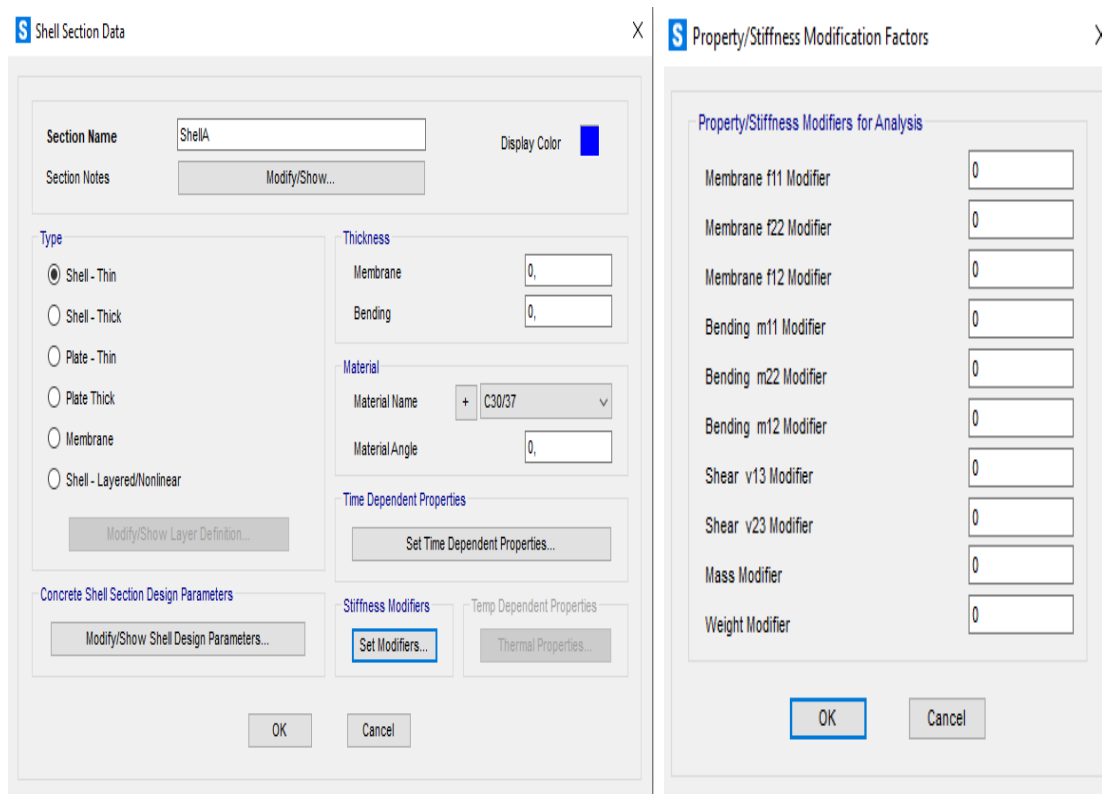 S Shell Section Data
Section Name ShellA
Display Color
Section Notes Modify/Show...
Type
Shell - Thin
Shell - Thick
Plate - Thin
Plate Thick
Membrane
Shell - Layered/Nonlinear
Modify/Show Layer Definition...
Concrete Shell Section Design Parameters
Modify/Show Shell Design Parameters...
Thickness
Membrane 0,
Bending 0,
Material
Material Name + C30/37
Material Angle 0,
Time Dependent Properties
Set Time Dependent Properties...
Stiffness Modifiers
Set Modifiers...
Temp Dependent Properties
Thermal Properties...
OK Cancel
S Property/Stiffness Modification Factors
Property/Stiffness Modifiers for Analysis
Membrane f11 Modifier 0
Membrane f22 Modifier 0
Membrane f12 Modifier 0
Bending m11 Modifier 0
Bending m22 Modifier 0
Bending m12 Modifier 0
Shear v13 Modifier 0
Shear v23 Modifier 0
Mass Modifier 0
Weight Modifier 0
OK Cancel